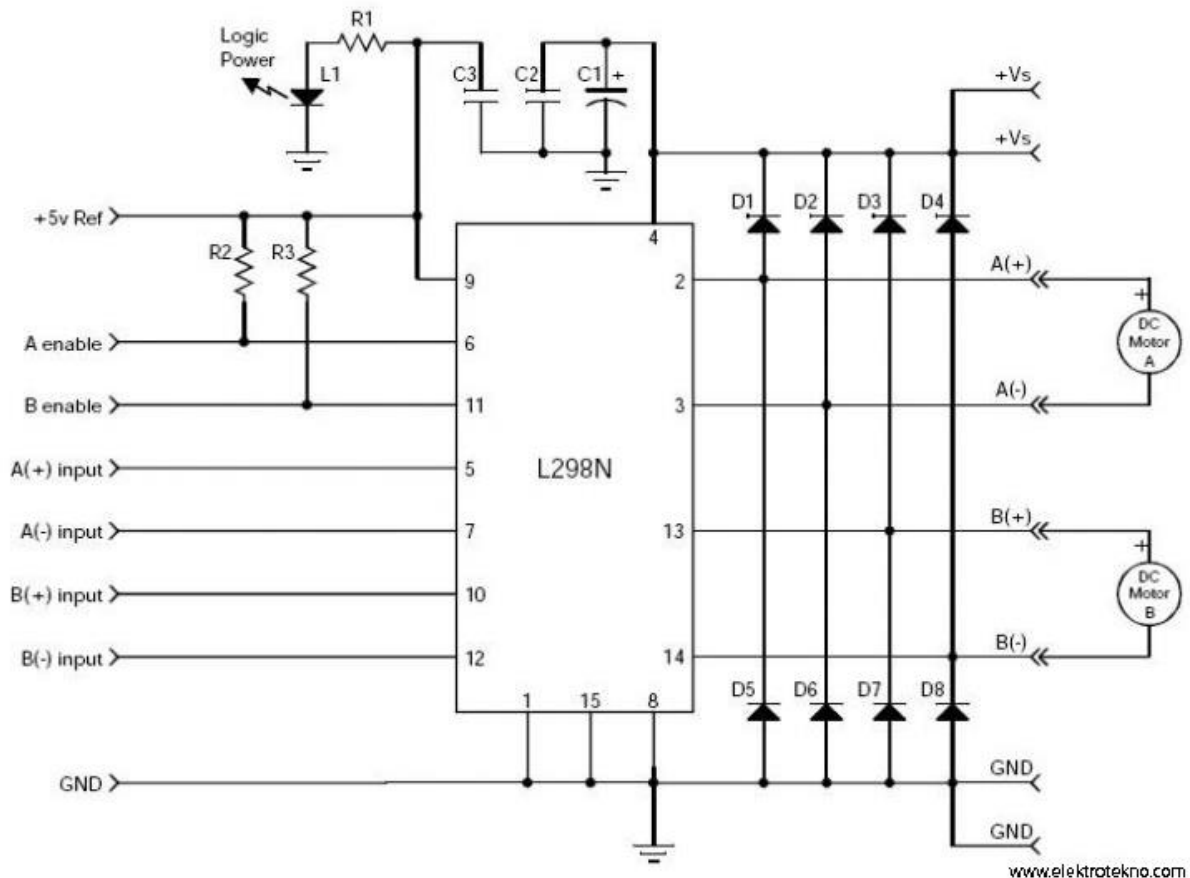 R1
Logic
Power
L1
C3
C2
C1
+
+Vs
+Vs
+5v Ref
R2
R3
D1
D2
D3
D4
4
9
2
A(+)
+
DC
Motor
A
A enable
6
B enable
11
3
A(-)
A(+) input
5
L298N
A(-) input
7
13
B(+)
+
DC
Motor
B
B(+) input
10
B(-) input
12
14
B(-)
1
15
8
D5
D6
D7
D8
GND
GND
GND
www.elektrotekno.com